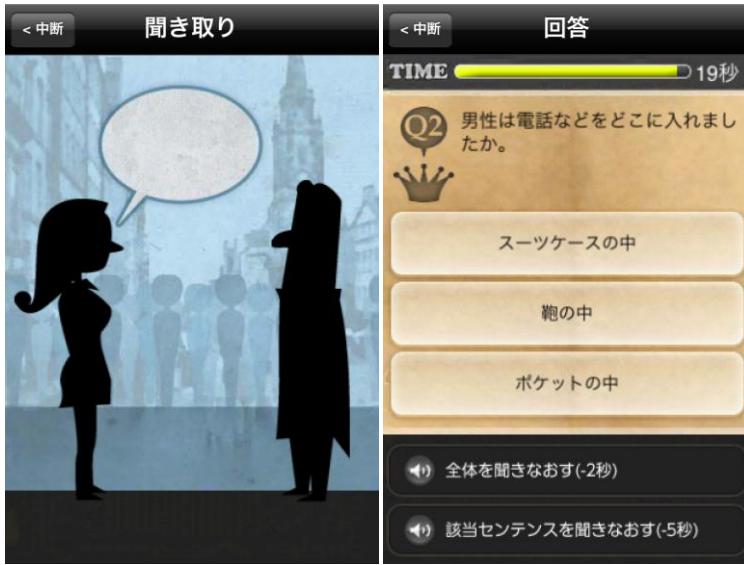 < 中断
聞き取り
< 中断
回答
TIME
19秒
Q2
男性は電話などをどこに入れまし
たか。
スーツケースの中
鞄の中
ポケットの中
全体を聞きなおす(-2秒)
該当センテンスを聞きなおす(-5秒)